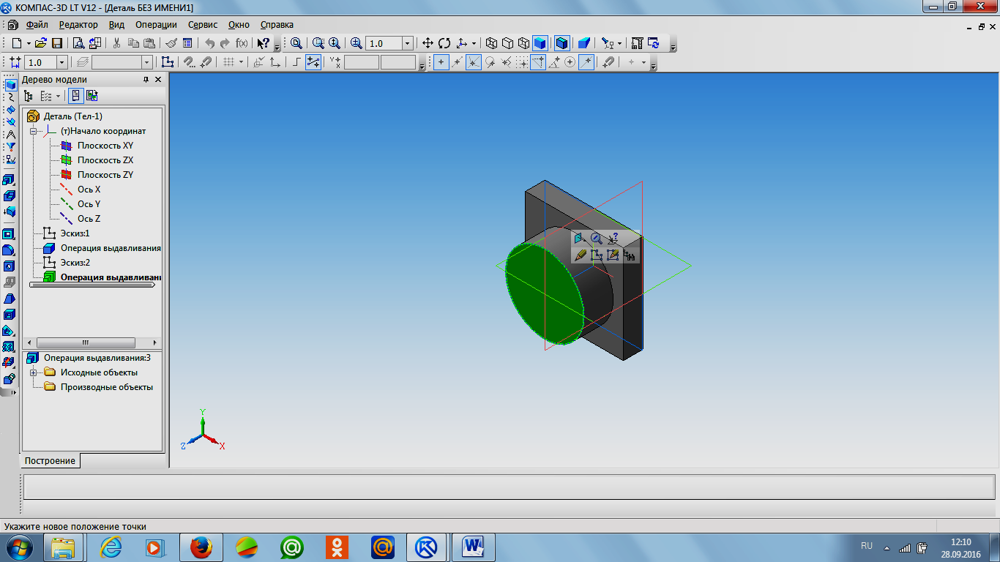 КОМПАС-3D LT V12 - [Деталь БЕЗ ИМЕНИ1]
Файл Редактор Вид Операции Сервис Окно Справка
f(x) 1.0
1.0
Дерево модели
Деталь (Тел-1)
(т)Начало координат
Плоскость XY
Плоскость ZX
Плоскость ZY
Ось X
Ось Y
Ось Z
Эскиз:1
Операция выдавливания
Эскиз:2
Операция выдавливани
Операция выдавливания:3
Исходные объекты
Производные объекты
Построение
Y
Z X
Укажите новое положение точки
RU 12:10
28.09.2016